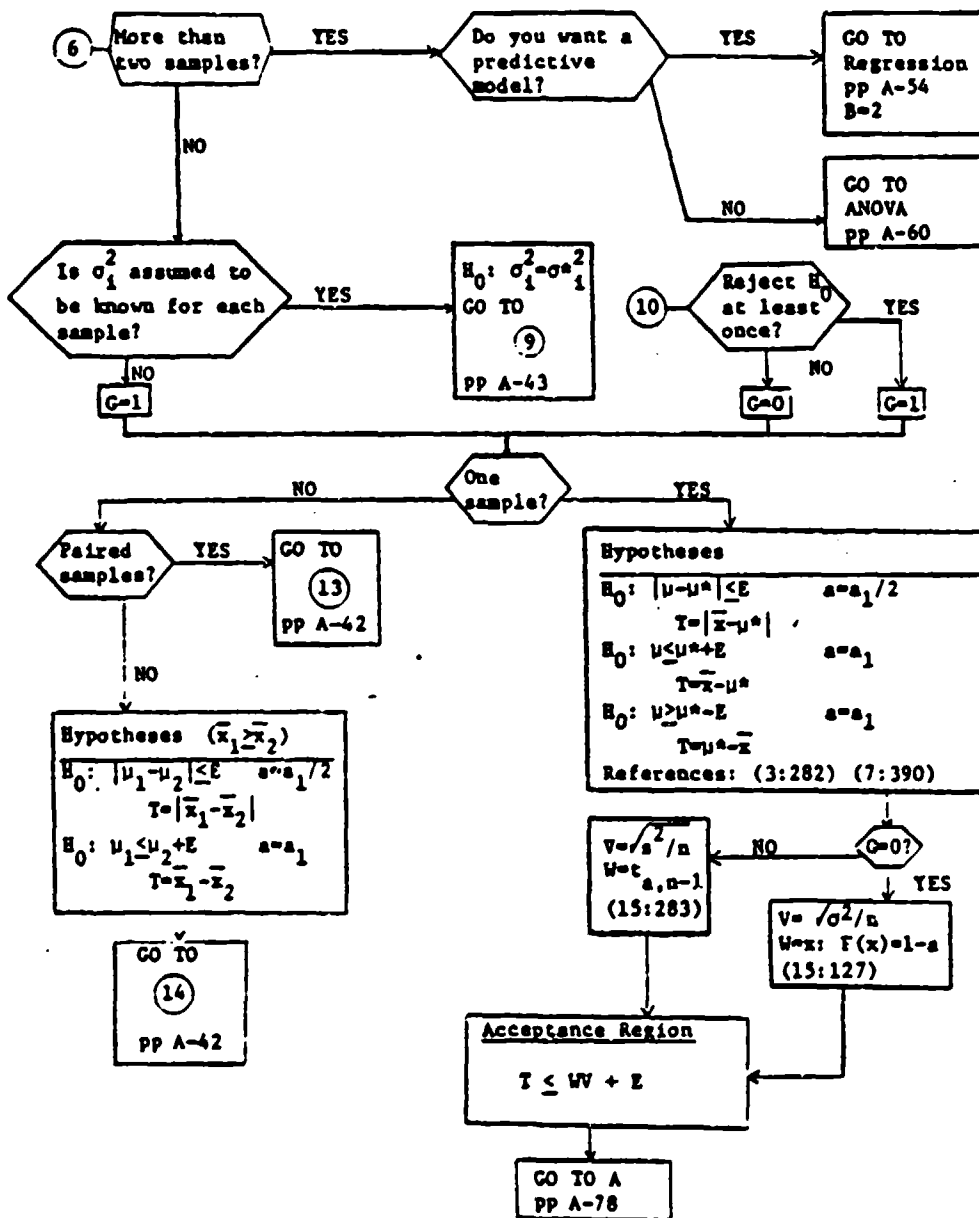 6
More than
two samples?
YES
Do you want a
predictive
model?
YES
GO TO
Regression
pp A-54
B=2
NO
NO
GO TO
ANOVA
pp A-60
Is σ₁² assumed to
be known for each
sample?
YES
H₀: σ₁²=σ*₁²
GO TO
9
pp A-43
10
Reject H₀
at least
once?
YES
NO
NO
G=1
G=0
G=1
One
sample?
NO
YES
Paired
samples?
YES
GO TO
13
pp A-42
NO
Hypotheses
H₀: |μ-μ*|≤E a=a₁/2
T=|x̄-μ*|
H₀: μ≤μ*+E a=a₁
T=x̄-μ*
H₀: μ≥μ*-E a=a₁
T=μ*-x̄
References: (3:282) (7:390)
Hypotheses (x̄₁≥x̄₂)
H₀: |μ₁-μ₂|≤E a=a₁/2
T=|x̄₁-x̄₂|
H₀: μ₁≤μ₂+E a=a₁
T=x̄₁-x̄₂
GO TO
14
pp A-42
G=0?
NO
YES
V=√s²/n
W=t a,n-1
(15:283)
V= √σ²/n
W=x: F(x)=1-a
(15:127)
Acceptance Region
T ≤ WV + E
GO TO A
pp A-78